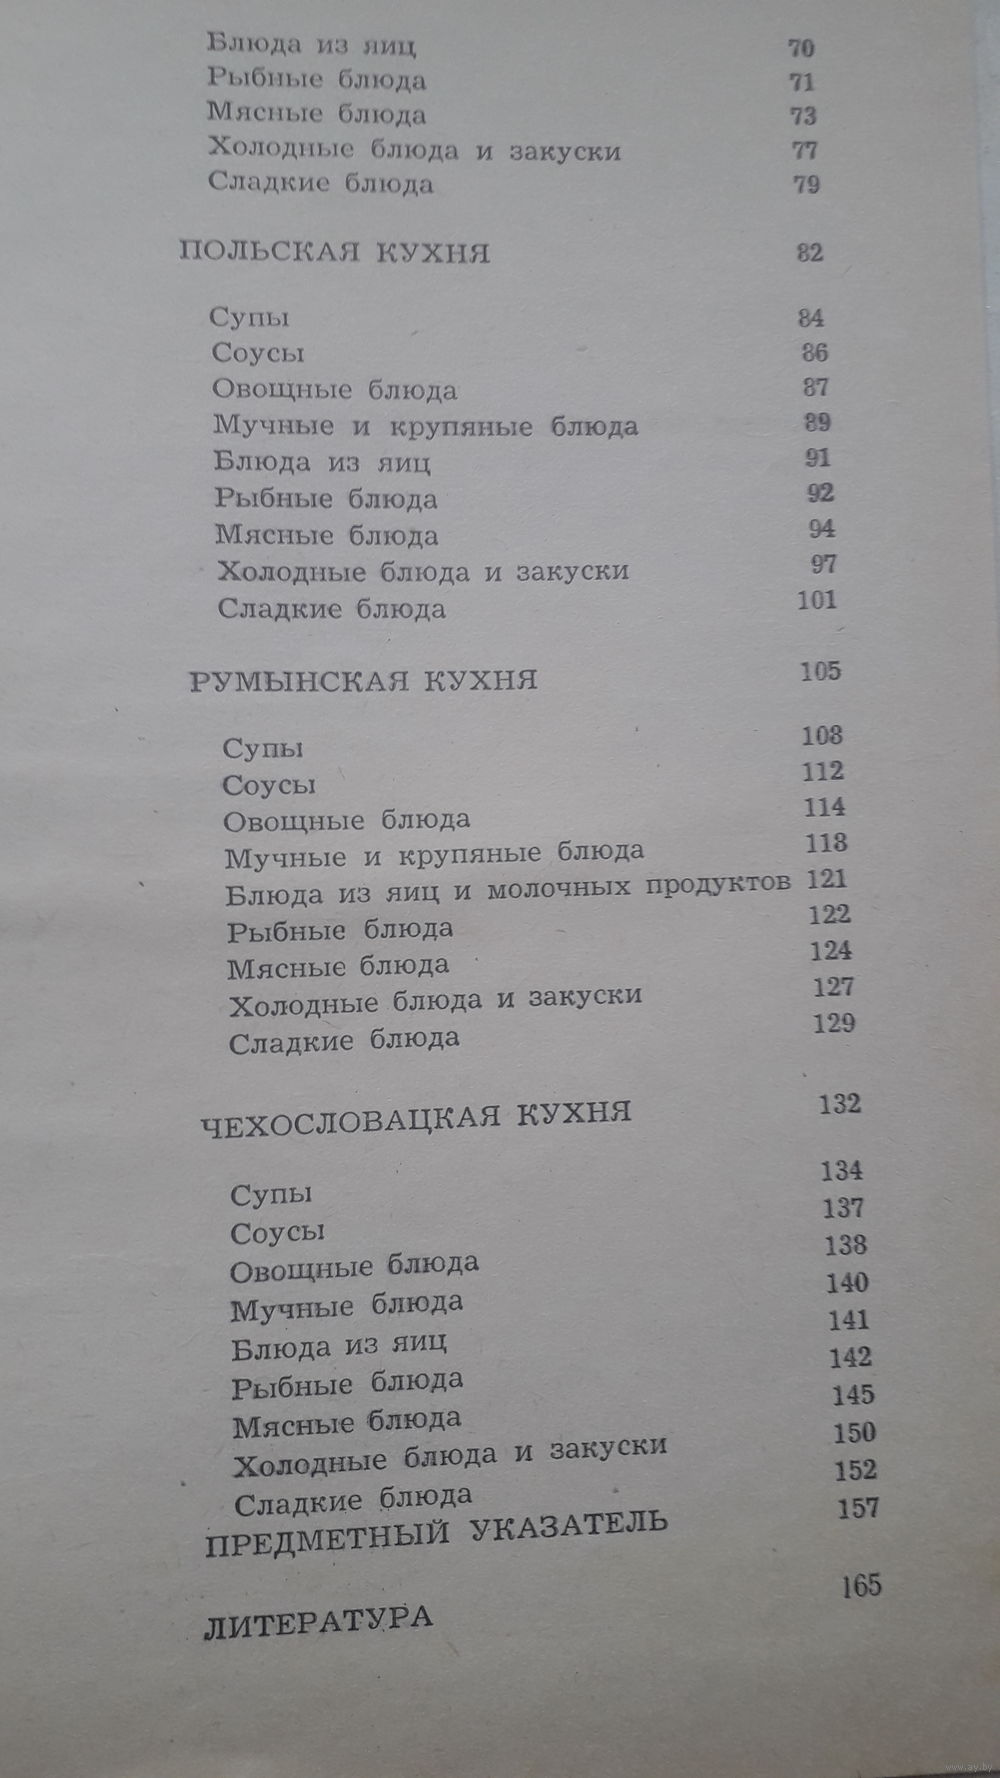 Блюда из яиц 70
Рыбные блюда 71
Мясные блюда 73
Холодные блюда и закуски 77
Сладкие блюда 79
ПОЛЬСКАЯ КУХНЯ 82
Супы 84
Соусы 86
Овощные блюда 87
Мучные и крупяные блюда 89
Блюда из яиц 91
Рыбные блюда 92
Мясные блюда 94
Холодные блюда и закуски 97
Сладкие блюда 101
РУМЫНСКАЯ КУХНЯ 105
Супы 108
Соусы 112
Овощные блюда 114
Мучные и крупяные блюда 118
Блюда из яиц и молочных продуктов 121
Рыбные блюда 122
Мясные блюда 124
Холодные блюда и закуски 127
Сладкие блюда 129
ЧЕХОСЛОВАЦКАЯ КУХНЯ 132
Супы 134
Соусы 137
Овощные блюда 138
Мучные блюда 140
Блюда из яиц 141
Рыбные блюда 142
Мясные блюда 145
Холодные блюда и закуски 150
Сладкие блюда 152
ПРЕДМЕТНЫЙ УКАЗАТЕЛЬ 157
ЛИТЕРАТУРА 165
www.ay.by